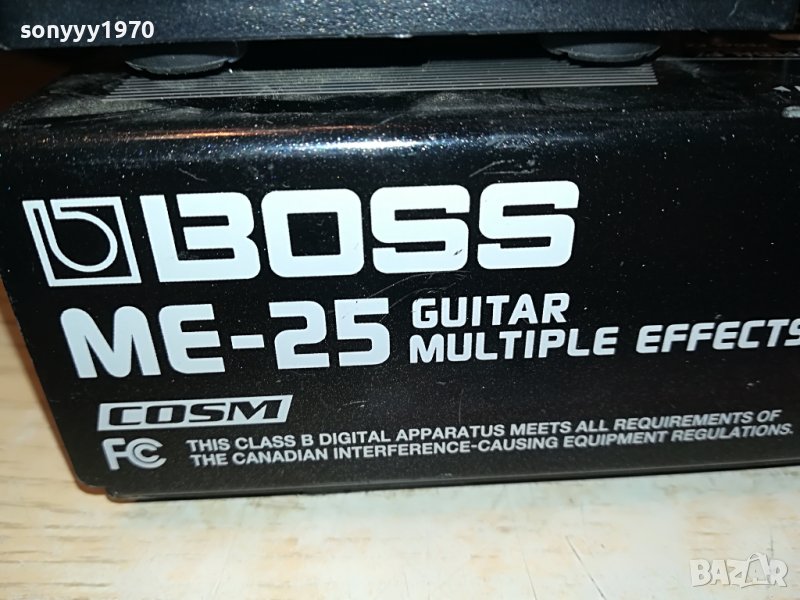 sonyyy1970
BOSS
ME-25 GUITAR
MULTIPLE EFFECTS
COSM
FC THIS CLASS B DIGITAL APPARATUS MEETS ALL REQUIREMENTS OF
THE CANADIAN INTERFERENCE-CAUSING EQUIPMENT REGULATIONS.
BAZAR